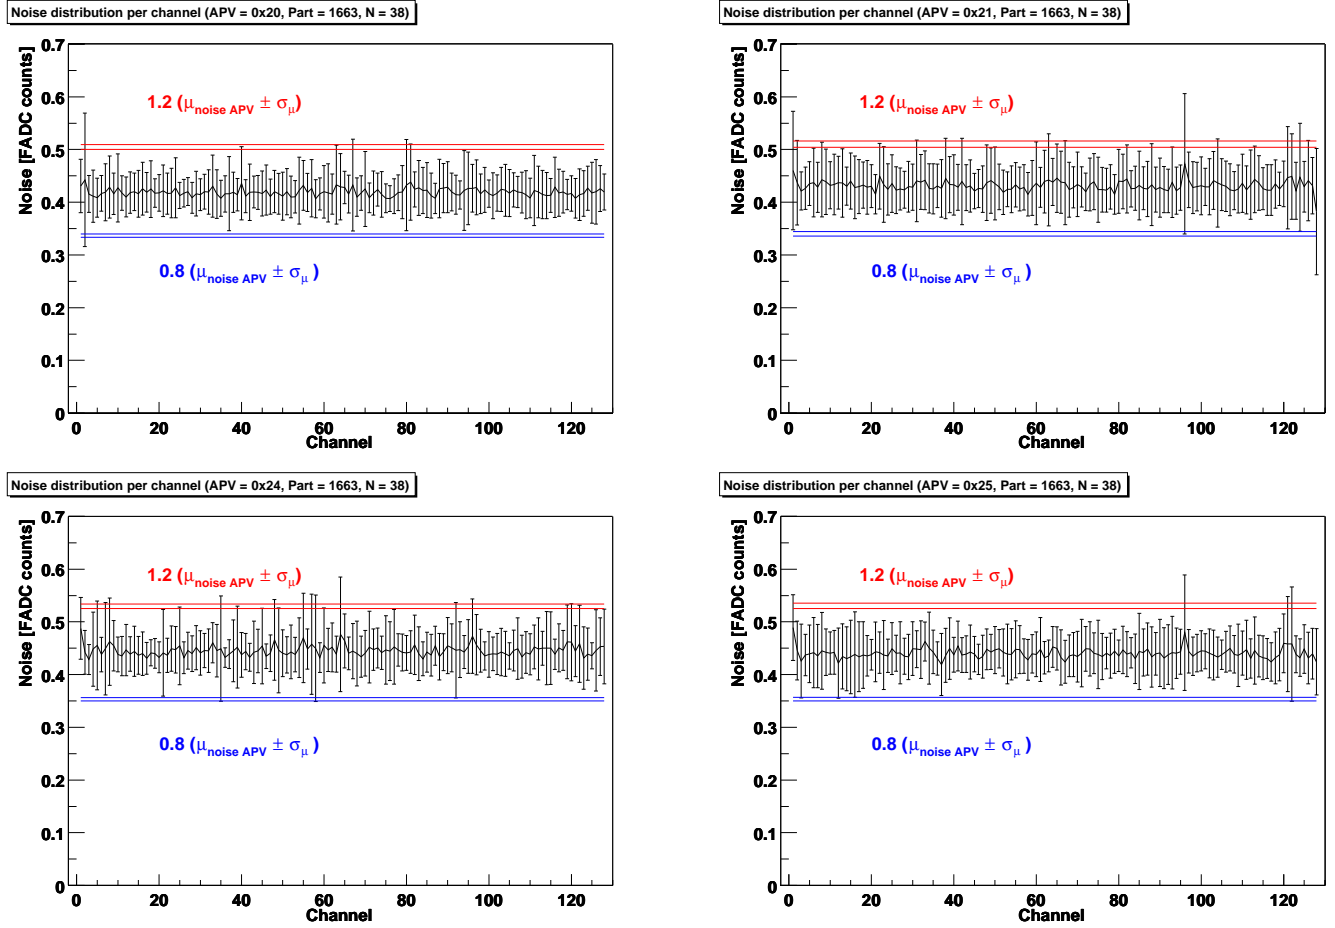 Noise distribution per channel (APV = 0x20, Part = 1663, N = 38)
Noise [FADC counts]
0.7
0.6
0.5
0.4
0.3
0.2
0.1
0
1.2 (μnoise APV ± σμ)
0.8 (μnoise APV ± σμ )
0 20 40 60 80 100 120
Channel
Noise distribution per channel (APV = 0x21, Part = 1663, N = 38)
Noise [FADC counts]
0.7
0.6
0.5
0.4
0.3
0.2
0.1
0
1.2 (μnoise APV ± σμ)
0.8 (μnoise APV ± σμ )
0 20 40 60 80 100 120
Channel
Noise distribution per channel (APV = 0x24, Part = 1663, N = 38)
Noise [FADC counts]
0.7
0.6
0.5
0.4
0.3
0.2
0.1
0
1.2 (μnoise APV ± σμ)
0.8 (μnoise APV ± σμ )
0 20 40 60 80 100 120
Channel
Noise distribution per channel (APV = 0x25, Part = 1663, N = 38)
Noise [FADC counts]
0.7
0.6
0.5
0.4
0.3
0.2
0.1
0
1.2 (μnoise APV ± σμ)
0.8 (μnoise APV ± σμ )
0 20 40 60 80 100 120
Channel